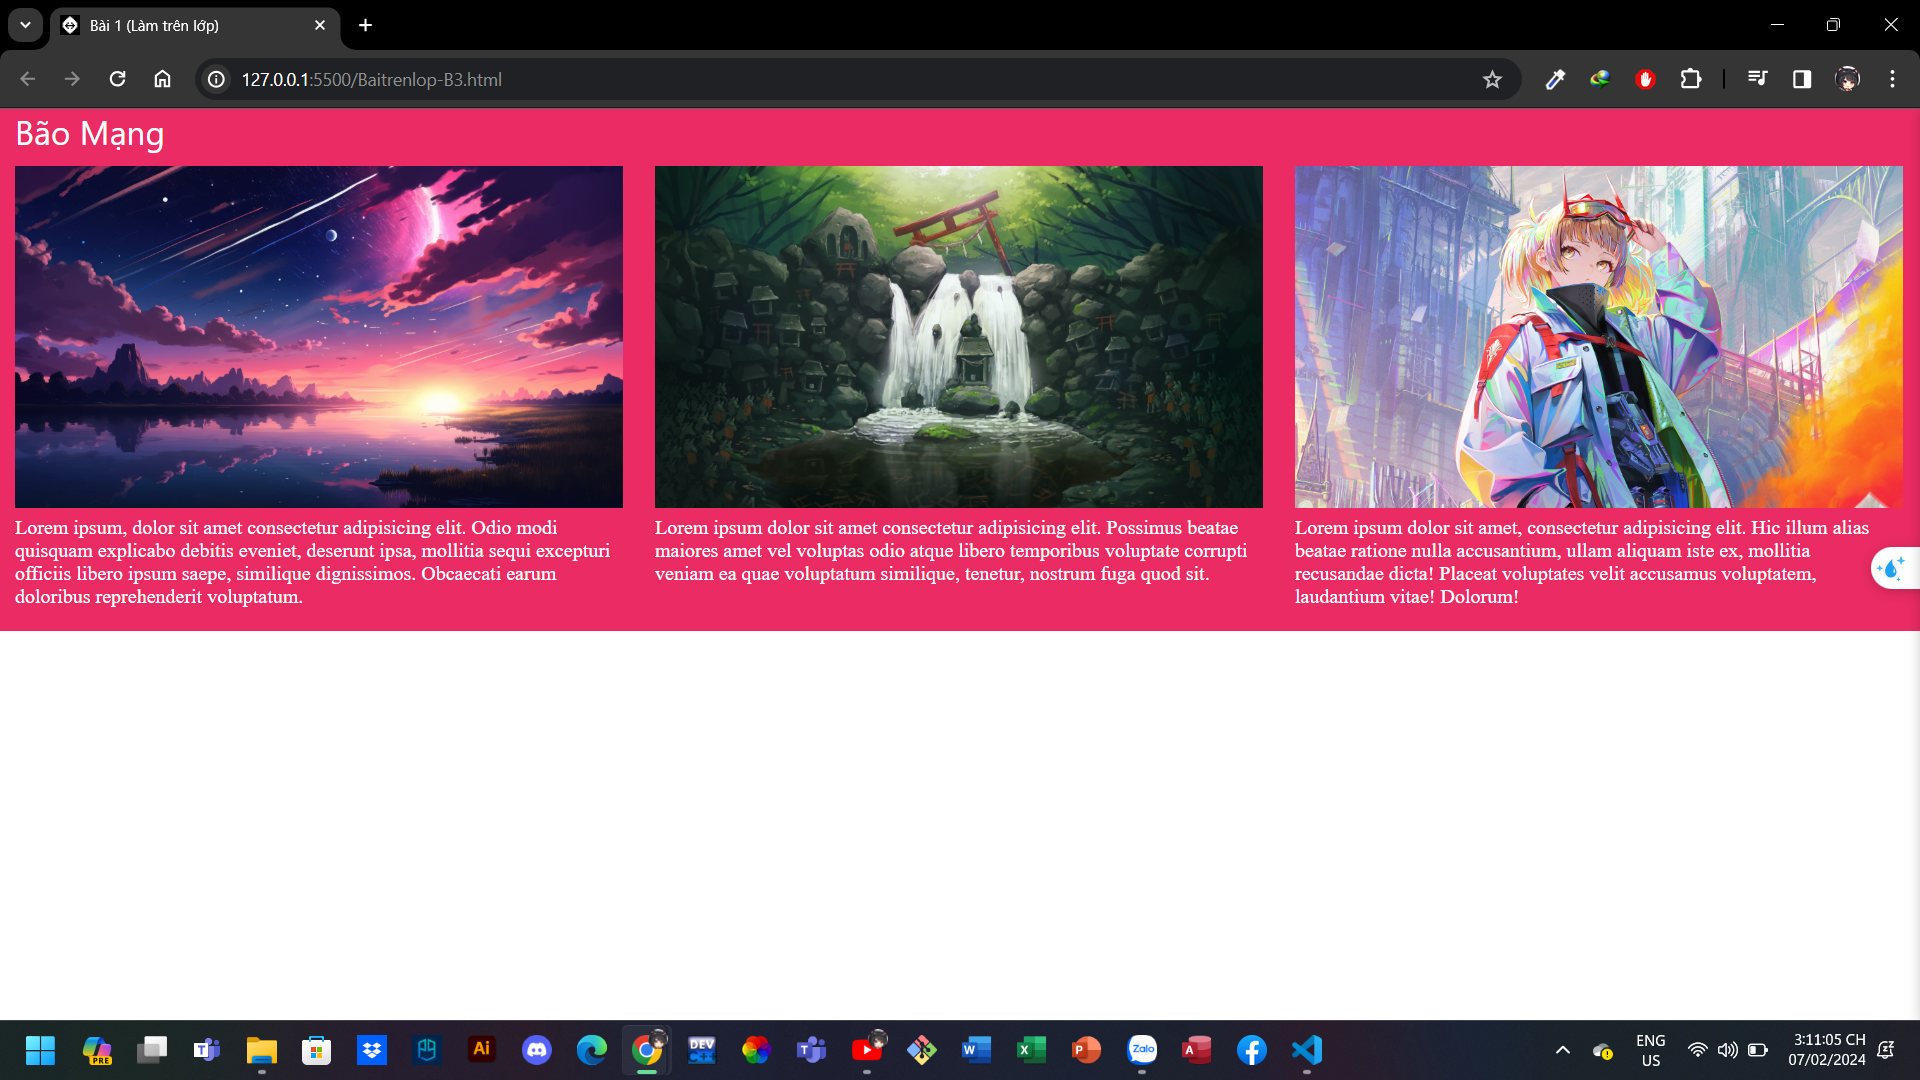 Bài 1 (Làm trên lớp)
127.0.0.1:5500/Baitrenlop-B3.html
Bão Mạng
Lorem ipsum, dolor sit amet consectetur adipisicing elit. Odio modi
quisquam explicabo debitis eveniet, deserunt ipsa, mollitia sequi excepturi
officiis libero ipsum saepe, similique dignissimos. Obcaecati earum
doloribus reprehenderit voluptatum.
Lorem ipsum dolor sit amet consectetur adipisicing elit. Possimus beatae
maiores amet vel voluptas odio atque libero temporibus voluptate corrupti
veniam ea quae voluptatum similique, tenetur, nostrum fuga quod sit.
Lorem ipsum dolor sit amet, consectetur adipisicing elit. Hic illum alias
beatae ratione nulla accusantium, ullam aliquam iste ex, mollitia
recusandae dicta! Placeat voluptates velit accusamus voluptatem,
laudantium vitae! Dolorum!
PRE
T
Ai
DEV
C++
W
X
P
Zalo
A
ENG
US
3:11:05 CH
07/02/2024